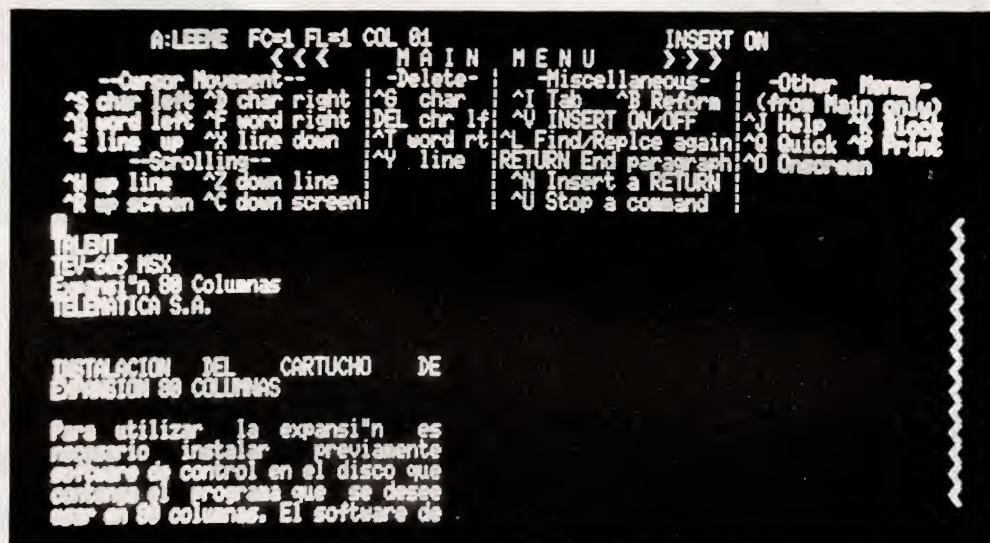 A:LEEME FC=1 FL=1 COL 01 INSERT ON
< < < M A I N M E N U > > >
--Cursor Movement-- | -Delete- | -Miscellaneous- | -Other Menus-
^S char left ^D char right |^G char | ^I Tab ^B Reform | (from Main only)
^A word left ^F word right |DEL chr lf| ^V INSERT ON/OFF |^J Help ^K Block
^E line up ^X line down |^T word rt|^L Find/Replce again|^Q Quick ^P Print
--Scrolling-- |^Y line |RETURN End paragraph|^O Onscreen
^W up line ^Z down line | | ^N Insert a RETURN |
^R up screen ^C down screen| | ^U Stop a command |
TALENT
TEV-605 MSX
Expansi"n 80 Columnas
TELEMATICA S.A.
INSTALACION DEL CARTUCHO DE
EXPANSION 80 COLUMNAS
Para utilizar la expansi"n es
necesario instalar previamente
software de control en el disco que
contenga el programa que se desee
usar en 80 columnas. El software de